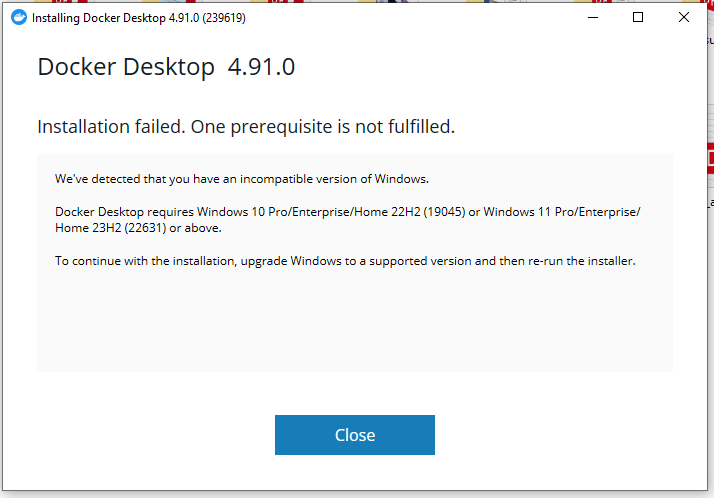 Installing Docker Desktop 4.91.0 (239619)
Docker Desktop 4.91.0
Installation failed. One prerequisite is not fulfilled.
We've detected that you have an incompatible version of Windows.
Docker Desktop requires Windows 10 Pro/Enterprise/Home 22H2 (19045) or Windows 11 Pro/Enterprise/
Home 23H2 (22631) or above.
To continue with the installation, upgrade Windows to a supported version and then re-run the installer.
Close